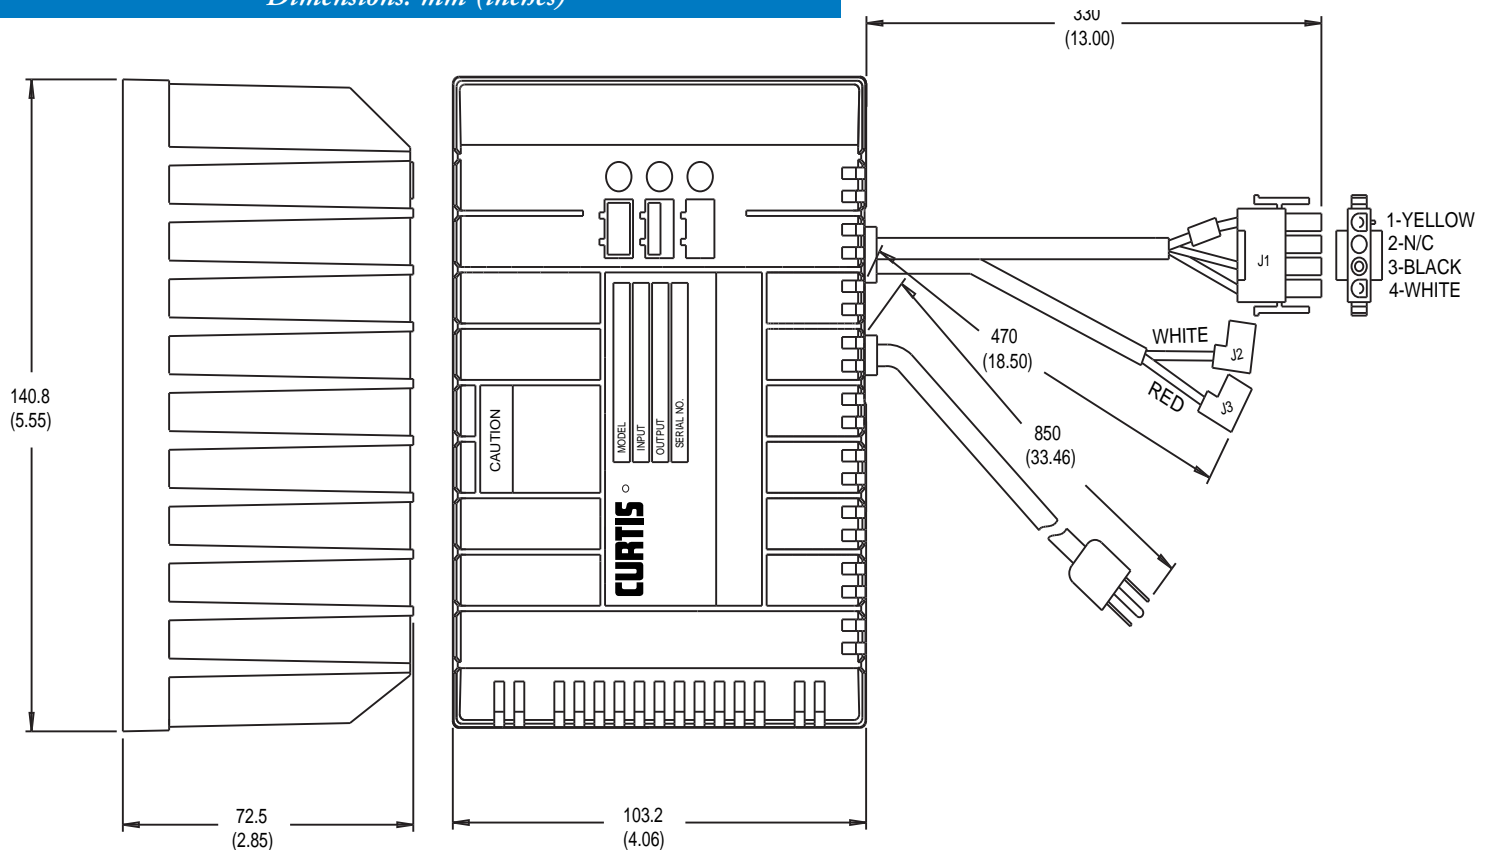 Dimensions: mm (inches)
330
(13.00)
1-YELLOW
2-N/C
3-BLACK
4-WHITE
J1
WHITE
J2
RED
J3
470
(18.50)
850
(33.46)
140.8
(5.55)
CAUTION
MODEL
INPUT
OUTPUT
SERIAL NO.
CURTIS
72.5
(2.85)
103.2
(4.06)